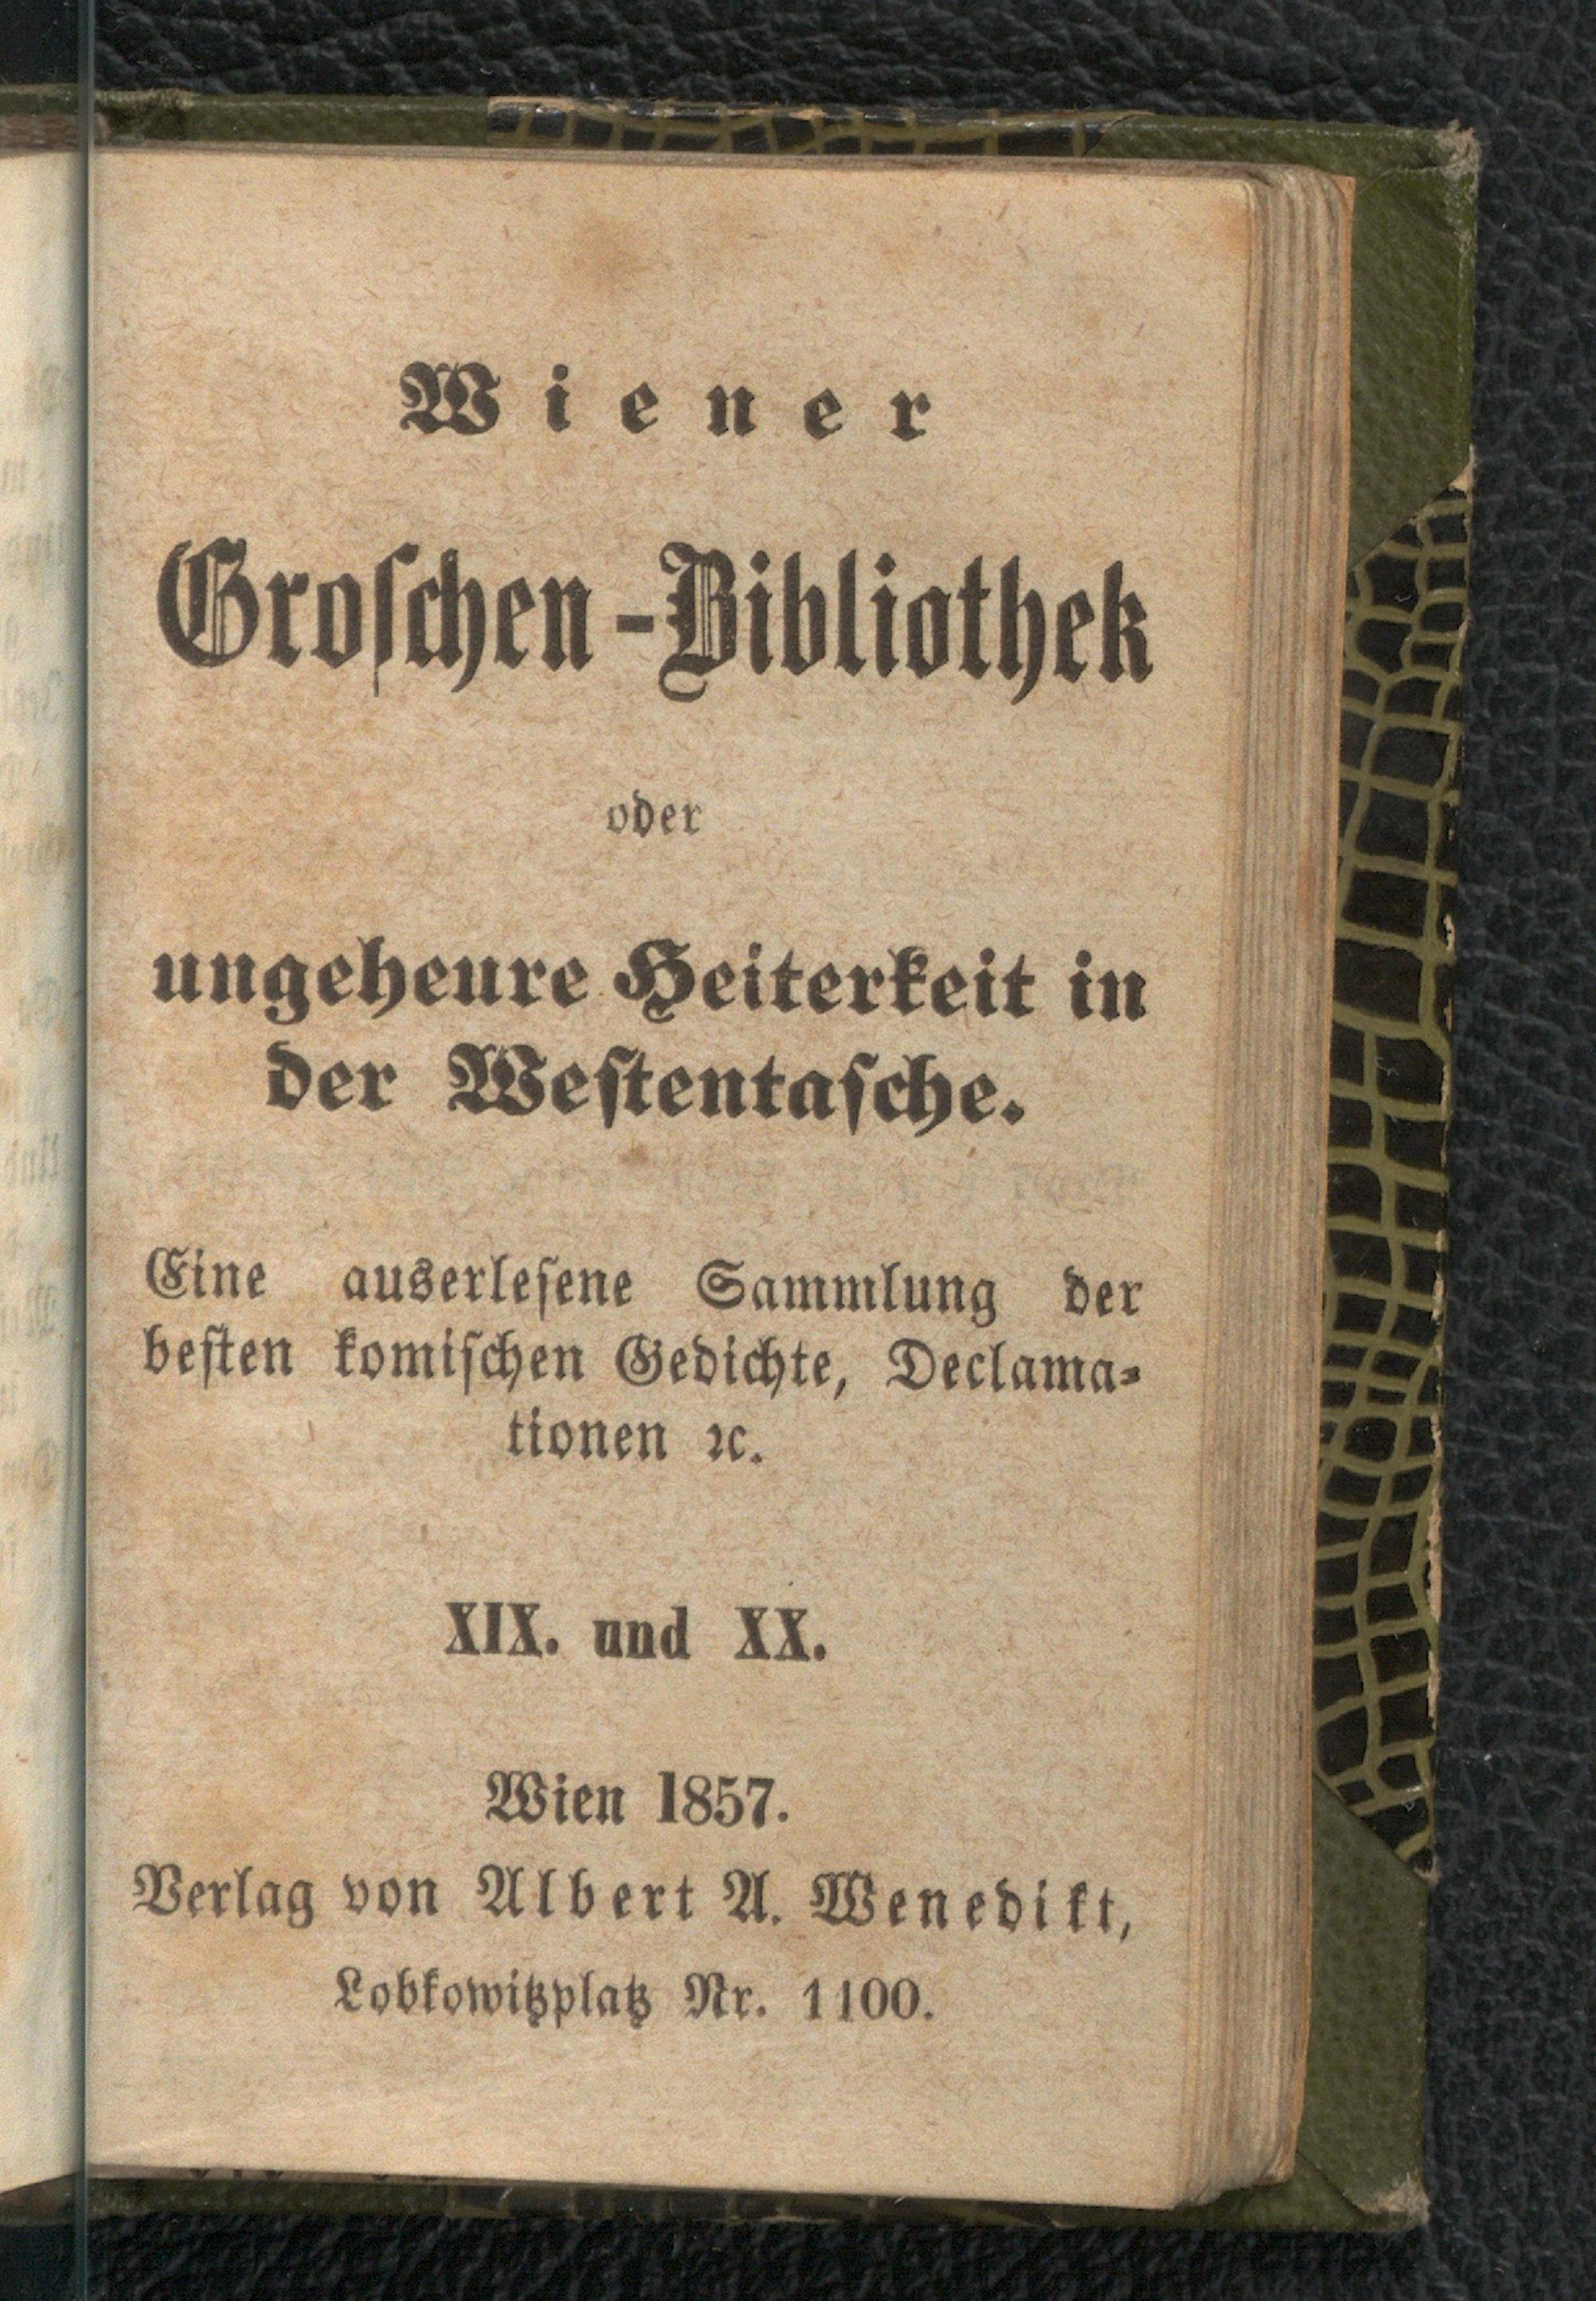 Wiener
Groſchen-Bibliothek
oder
ungeheure Heiterkeit in
der Weſtentaſche.
Eine auserleſene Sammlung der
beſten komiſchen Gedichte, Declama⸗
tionen ꝛc.
XIX. und XX.
Wien 1857.
Verlag von Albert A. Wenedikt,
Lobkowitzplatz Nr. 1100.